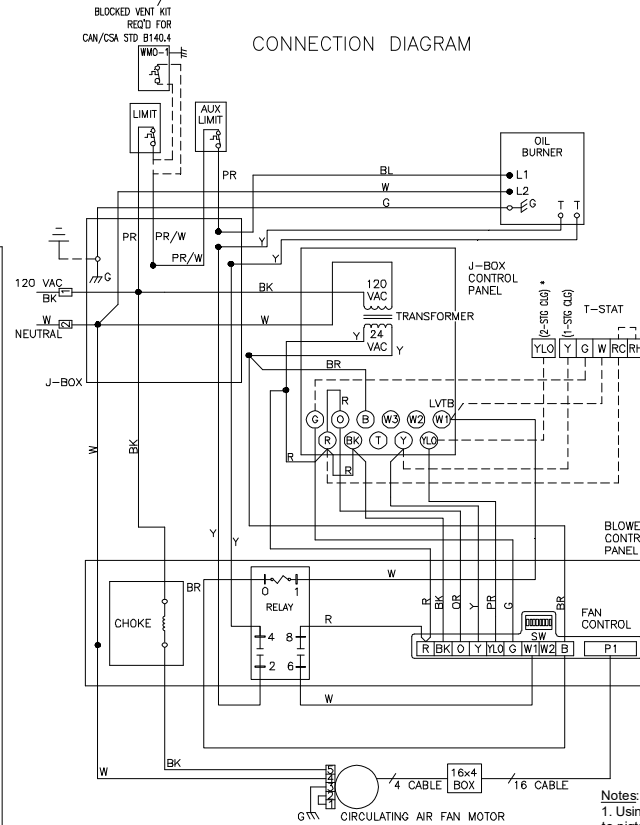 BLOCKED VENT KIT
REQ'D FOR
CAN/CSA STD B140.4
WMO-1
CONNECTION DIAGRAM
LIMIT
AUX
LIMIT
OIL
BURNER
L1
L2
G
T T
BL
W
G
PR
PR
PR/W
PR/W
Y
Y
G
120 VAC
BK
1
BK
W
NEUTRAL
2
W
J-BOX
120
VAC
TRANSFORMER
24
VAC
Y
Y
J-BOX
CONTROL
PANEL
(2-STG CLG) *
(1-STG CLG)
T-STAT
YLO Y G W RC RH
BR
R
LVTB
G O B W3 W2 W1
R BK T Y YLO
R
R
W
BK
Y
Y
BLOWE
CONTR
PANEL
BR
W
O 1
RELAY
4 8
2 6
R
W
CHOKE
R BK OR Y PR G BR
SW
FAN
CONTROL
R BK O Y YLO G W1 W2 B
P1
BK
W
5
4
3
2
1
G
4 CABLE
16x4
BOX
16 CABLE
CIRCULATING AIR FAN MOTOR
Notes:
1. Usin